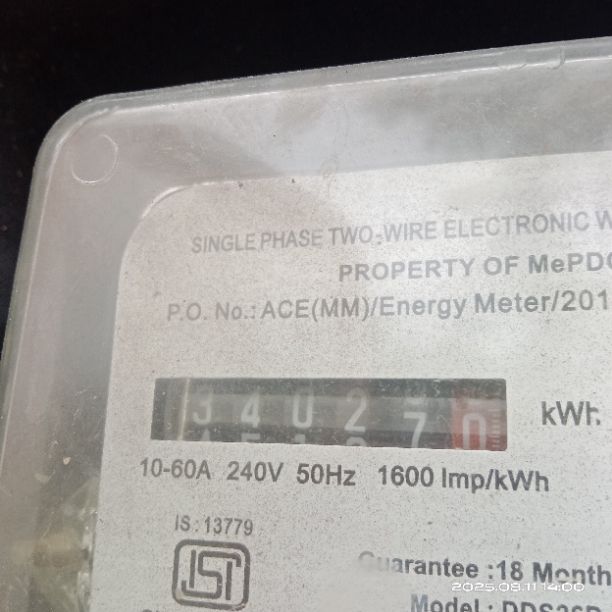 SINGLE PHASE TWO-WIRE ELECTRONIC W
PROPERTY OF MePDC
P.O. No.: ACE(MM)/Energy Meter/201
3 4 0 2 7 0
kWh
10-60A 240V 50Hz 1600 Imp/kWh
IS : 13779
ISI
Guarantee :18 Month
2025.08.11 14:00
Model :